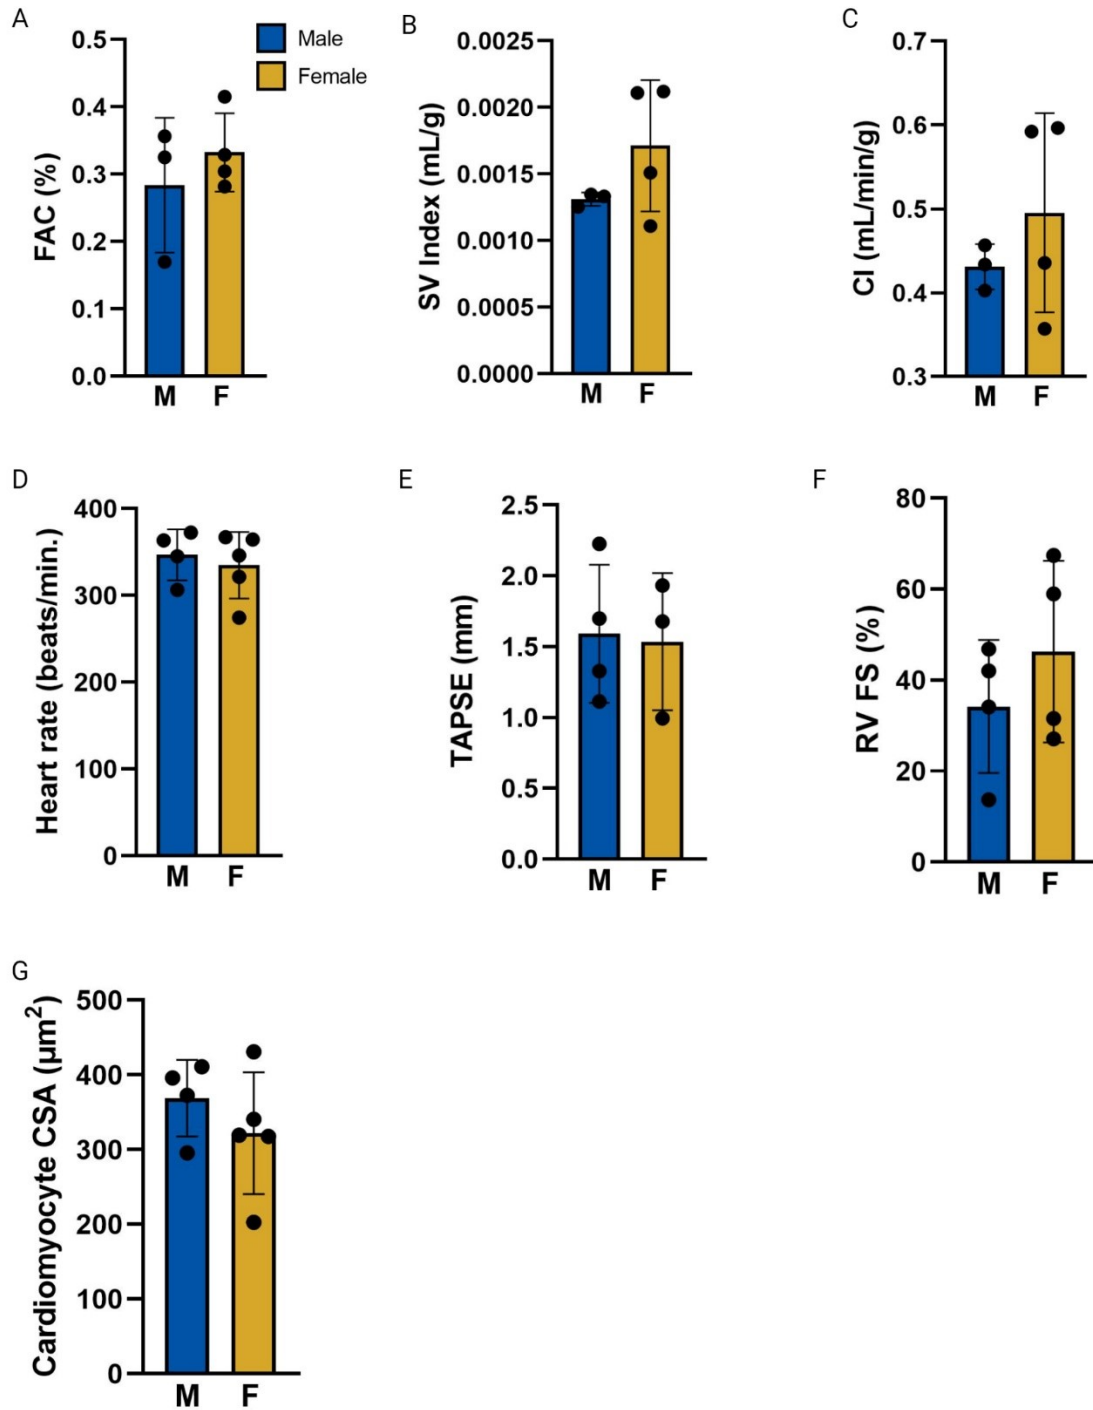 A
FAC (%)
0.5
0.4
0.3
0.2
0.1
0.0
M F
Male
Female
B
SV Index (mL/g)
0.0025
0.0020
0.0015
0.0010
0.0005
0.0000
M F
C
CI (mL/min/g)
0.7
0.6
0.5
0.4
0.3
M F
D
Heart rate (beats/min.)
400
300
200
100
0
M F
E
TAPSE (mm)
2.5
2.0
1.5
1.0
0.5
0.0
M F
F
RV FS (%)
80
60
40
20
0
M F
G
Cardiomyocyte CSA (µm²)
500
400
300
200
100
0
M F